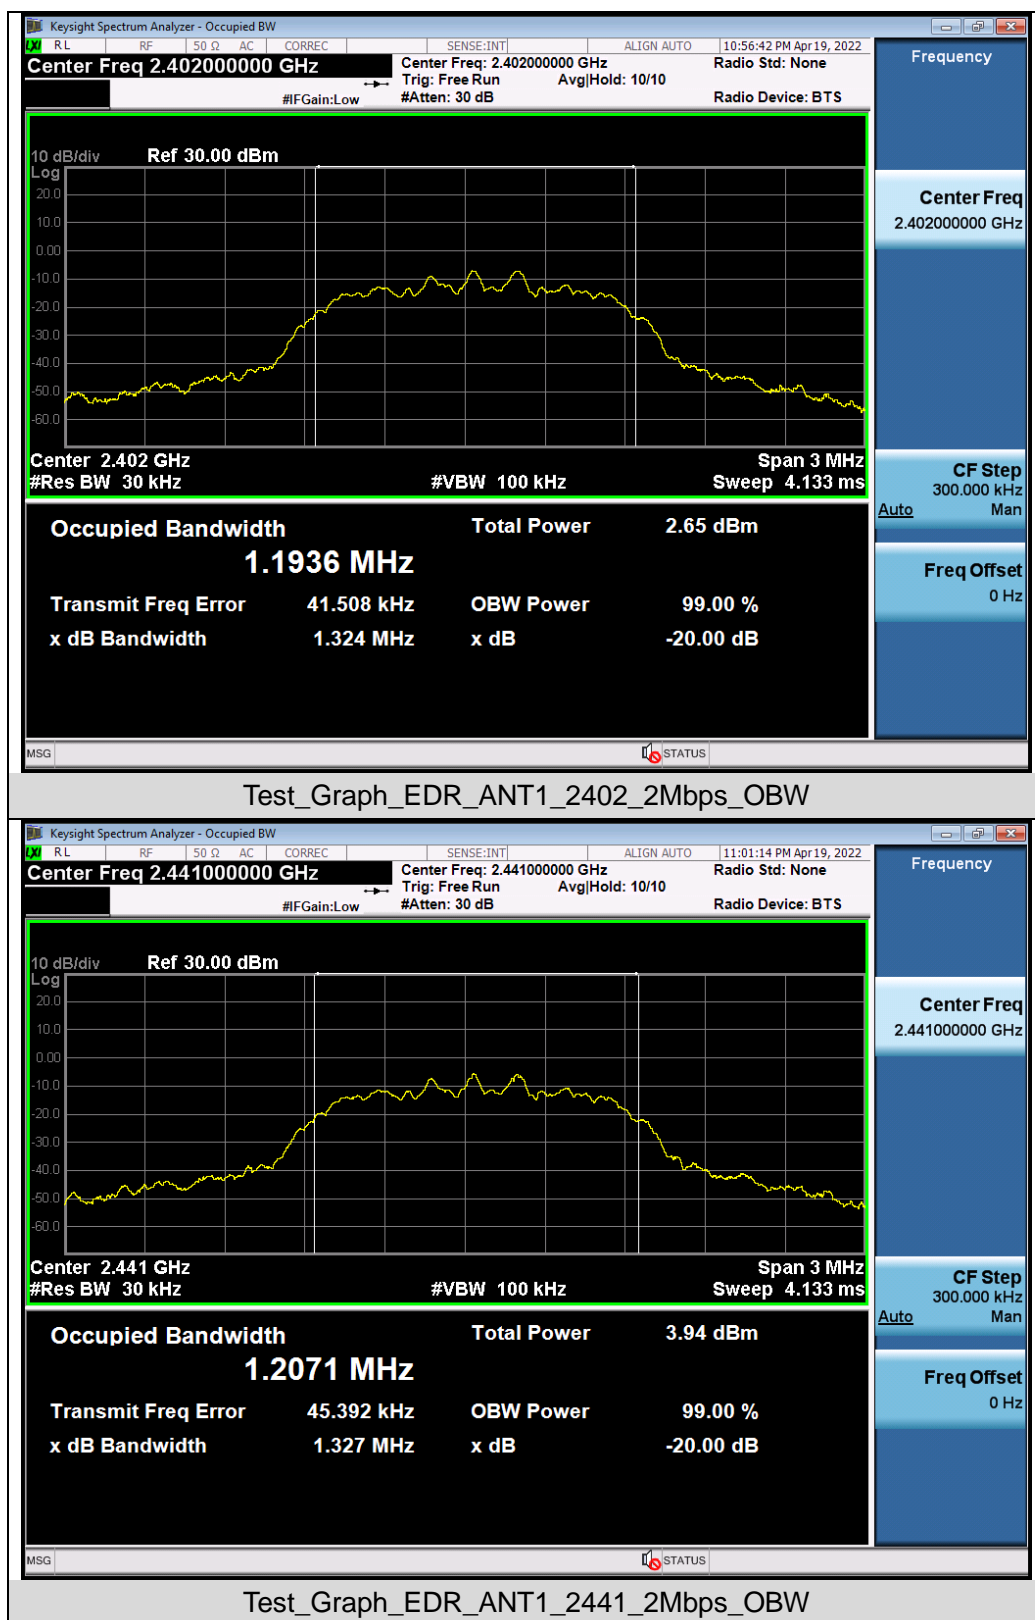 Keysight Spectrum Analyzer - Occupied BW
LXI RL RF 50 Ω AC CORREC SENSE:INT ALIGN AUTO 10:56:42 PM Apr 19, 2022
Center Freq 2.402000000 GHz
Center Freq: 2.402000000 GHz
Radio Std: None
Trig: Free Run Avg|Hold: 10/10
#IFGain:Low #Atten: 30 dB Radio Device: BTS
Frequency
10 dB/div Ref 30.00 dBm
Log
20.0
10.0
0.00
-10.0
-20.0
-30.0
-40.0
-50.0
-60.0
Center 2.402 GHz Span 3 MHz
#Res BW 30 kHz #VBW 100 kHz Sweep 4.133 ms
Center Freq
2.402000000 GHz
CF Step
300.000 kHz
Auto Man
Freq Offset
0 Hz
Occupied Bandwidth Total Power 2.65 dBm
1.1936 MHz
Transmit Freq Error 41.508 kHz OBW Power 99.00 %
x dB Bandwidth 1.324 MHz x dB -20.00 dB
MSG STATUS
Test_Graph_EDR_ANT1_2402_2Mbps_OBW
Keysight Spectrum Analyzer - Occupied BW
LXI RL RF 50 Ω AC CORREC SENSE:INT ALIGN AUTO 11:01:14 PM Apr 19, 2022
Center Freq 2.441000000 GHz
Center Freq: 2.441000000 GHz
Radio Std: None
Trig: Free Run Avg|Hold: 10/10
#IFGain:Low #Atten: 30 dB Radio Device: BTS
Frequency
10 dB/div Ref 30.00 dBm
Log
20.0
10.0
0.00
-10.0
-20.0
-30.0
-40.0
-50.0
-60.0
Center 2.441 GHz Span 3 MHz
#Res BW 30 kHz #VBW 100 kHz Sweep 4.133 ms
Center Freq
2.441000000 GHz
CF Step
300.000 kHz
Auto Man
Freq Offset
0 Hz
Occupied Bandwidth Total Power 3.94 dBm
1.2071 MHz
Transmit Freq Error 45.392 kHz OBW Power 99.00 %
x dB Bandwidth 1.327 MHz x dB -20.00 dB
MSG STATUS
Test_Graph_EDR_ANT1_2441_2Mbps_OBW